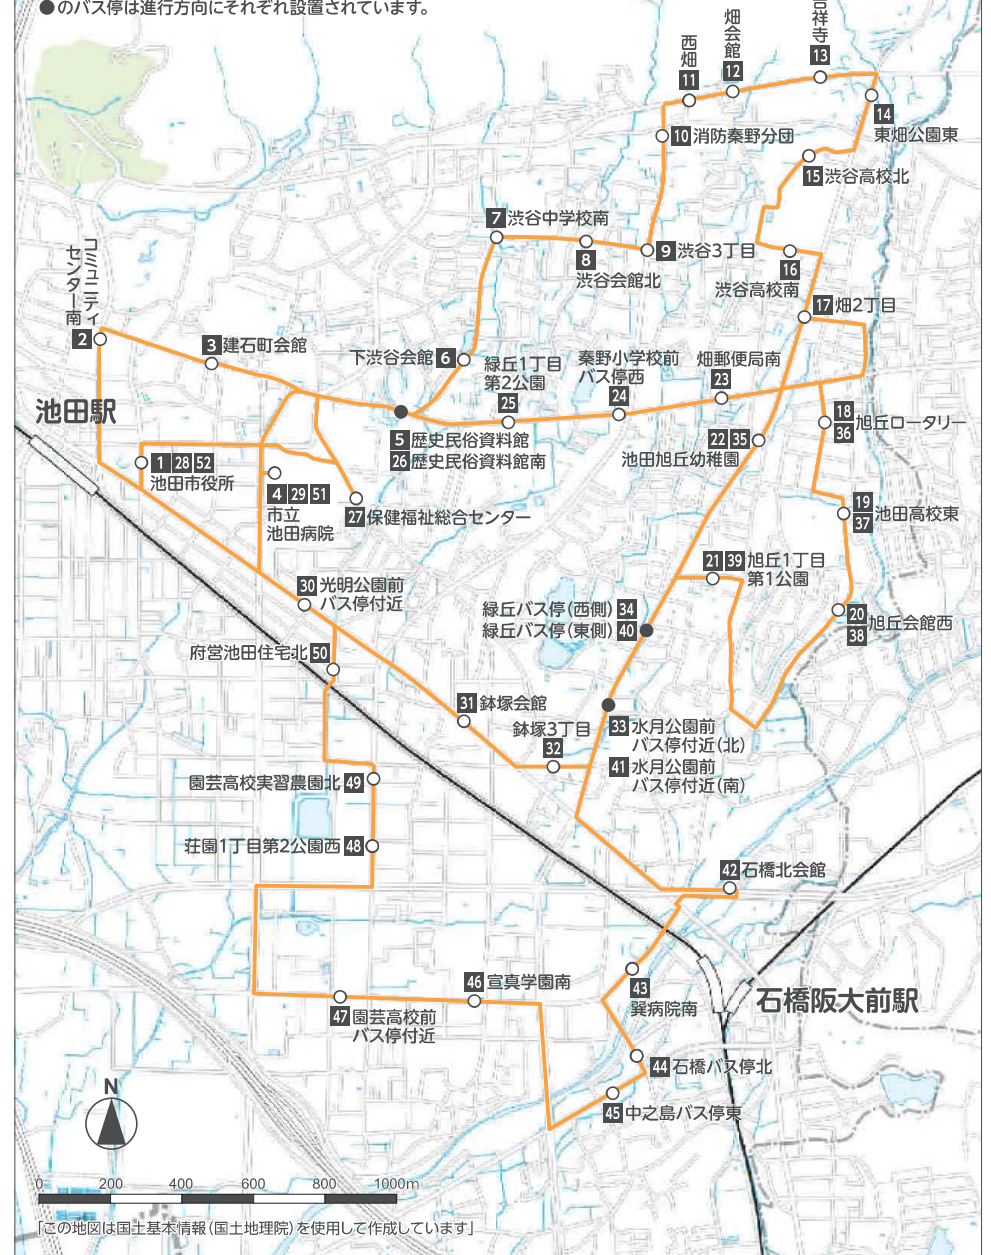 ●のバス停は進行方向にそれぞれ設置されています。
吉祥寺
13
畑会館
12
西畑
11
14
東畑公園東
10 消防秦野分団
15 渋谷高校北
7 渋谷中学校南
8
渋谷会館北
9 渋谷3丁目
16
渋谷高校南
17 畑2丁目
コミュニティ
センター南
2
3 建石町会館
下渋谷会館 6
緑丘1丁目
第2公園
25
秦野小学校前
バス停西
24
畑郵便局南
23
池田駅
5 歴史民俗資料館
26 歴史民俗資料館南
18 36 旭丘ロータリー
22 35
池田旭丘幼稚園
1 28 52
池田市役所
4 29 51
市立
池田病院
27 保健福祉総合センター
19 37 池田高校東
21 39 旭丘1丁目
第1公園
30 光明公園前
バス停付近
緑丘バス停(西側) 34
緑丘バス停(東側) 40
20 38 旭丘会館西
府営池田住宅北 50
31 鉢塚会館
鉢塚3丁目
32
33 水月公園前
バス停付近(北)
41 水月公園前
バス停付近(南)
園芸高校実習農園北 49
荘園1丁目第2公園西 48
42 石橋北会館
46 宣真学園南
43
巽病院南
石橋阪大前駅
47 園芸高校前
バス停付近
44 石橋バス停北
45 中之島バス停東
N
0 200 400 600 800 1000m
「この地図は国土基本情報(国土地理院)を使用して作成しています」